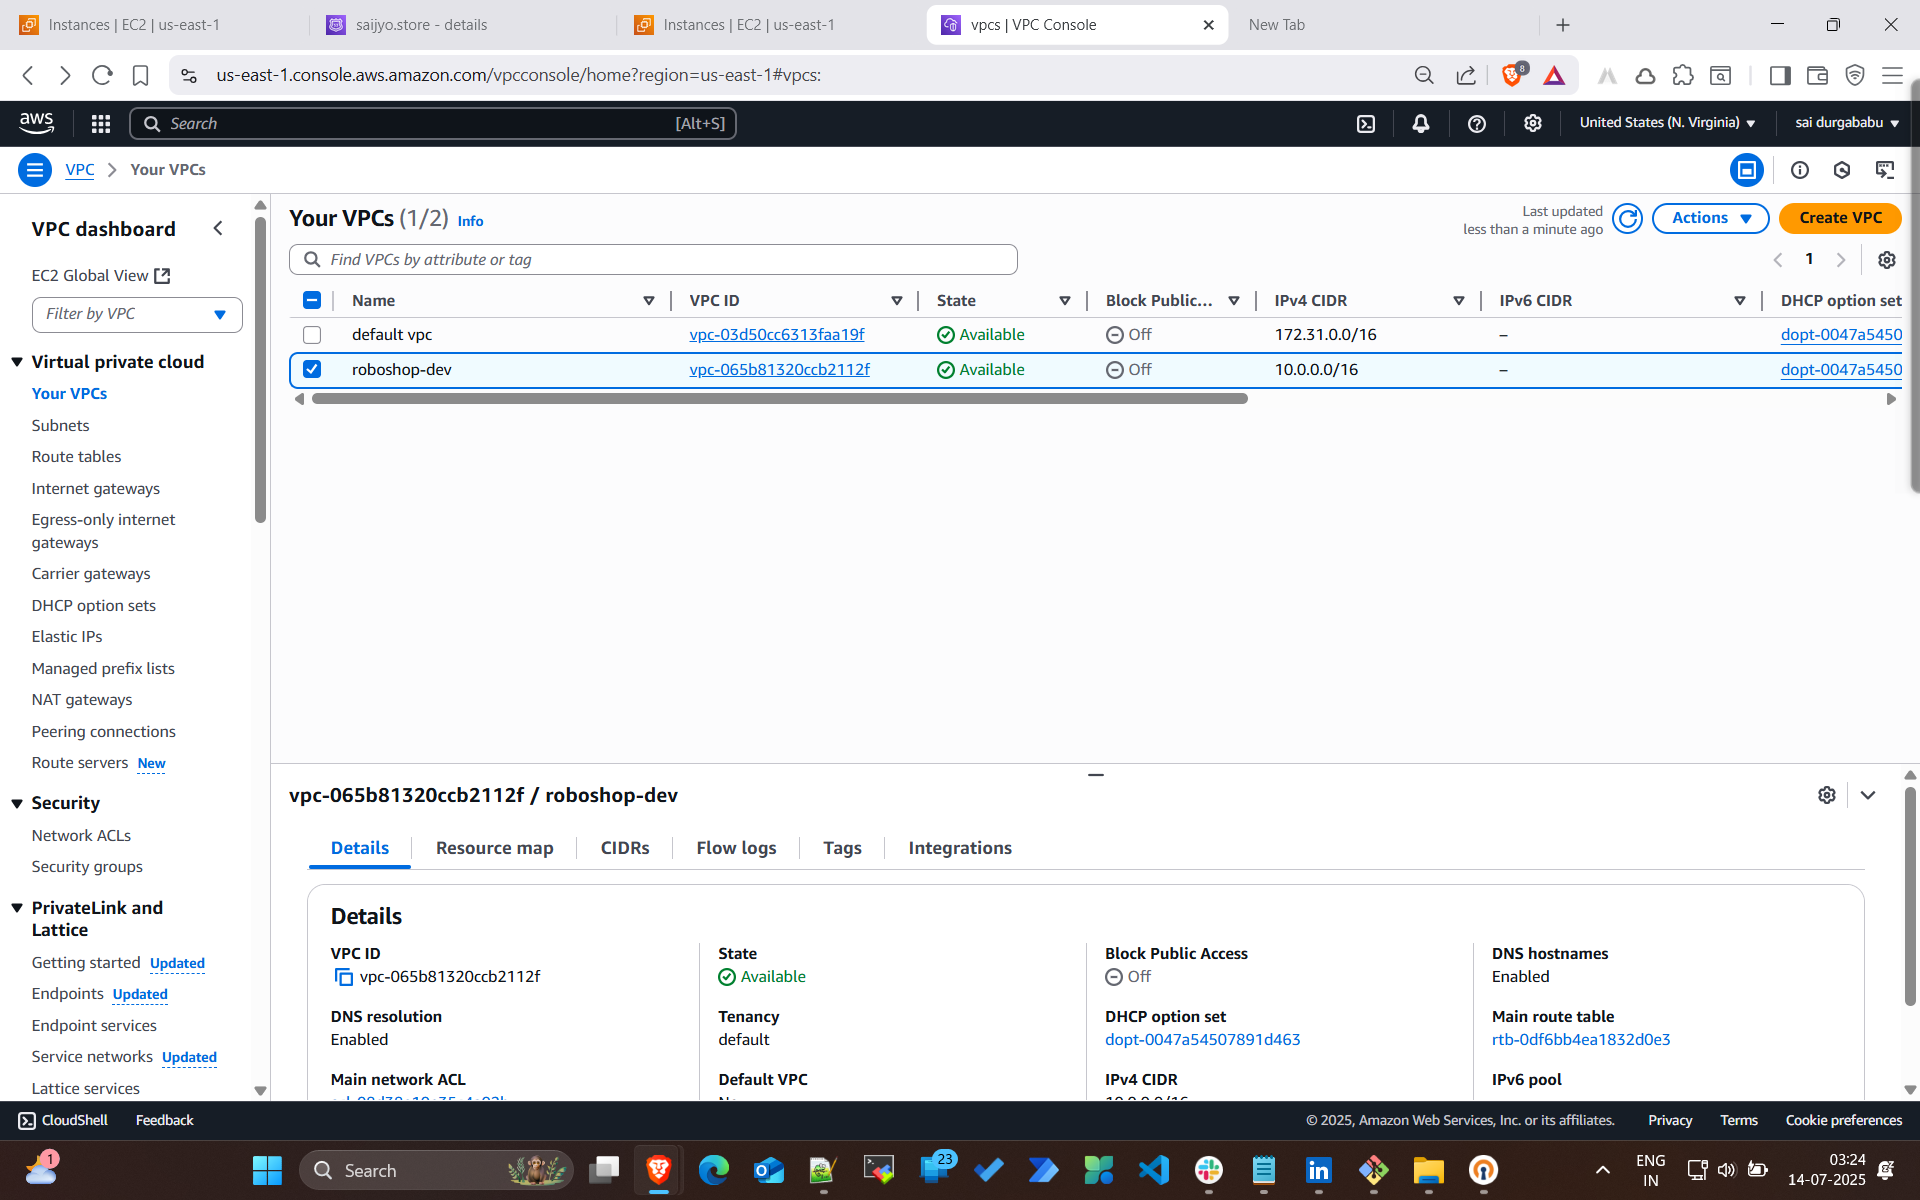 Instances | EC2 | us-east-1
saijyo.store - details
Instances | EC2 | us-east-1
vpcs | VPC Console
New Tab
us-east-1.console.aws.amazon.com/vpcconsole/home?region=us-east-1#vpcs:
8
aws
Search
[Alt+S]
United States (N. Virginia)
sai durgababu
VPC
Your VPCs
VPC dashboard
EC2 Global View
Filter by VPC
Virtual private cloud
Your VPCs
Subnets
Route tables
Internet gateways
Egress-only internet
gateways
Carrier gateways
DHCP option sets
Elastic IPs
Managed prefix lists
NAT gateways
Peering connections
Route servers New
Security
Network ACLs
Security groups
PrivateLink and
Lattice
Getting started Updated
Endpoints Updated
Endpoint services
Service networks Updated
Lattice services
Your VPCs (1/2) Info
Last updated
less than a minute ago
Actions
Create VPC
Find VPCs by attribute or tag
1
Name VPC ID State Block Public... IPv4 CIDR IPv6 CIDR DHCP option set
default vpc vpc-03d50cc6313faa19f Available Off 172.31.0.0/16 – dopt-0047a5450
roboshop-dev vpc-065b81320ccb2112f Available Off 10.0.0.0/16 – dopt-0047a5450
vpc-065b81320ccb2112f / roboshop-dev
Details Resource map CIDRs Flow logs Tags Integrations
Details
VPC ID
vpc-065b81320ccb2112f
State
Available
Block Public Access
Off
DNS hostnames
Enabled
DNS resolution
Enabled
Tenancy
default
DHCP option set
dopt-0047a54507891d463
Main route table
rtb-0df6bb4ea1832d0e3
Main network ACL
Default VPC
No
IPv4 CIDR
10.0.0.0/16
IPv6 pool
CloudShell
Feedback
© 2025, Amazon Web Services, Inc. or its affiliates.
Privacy
Terms
Cookie preferences
1
Search
23
ENG
IN
03:24
14-07-2025